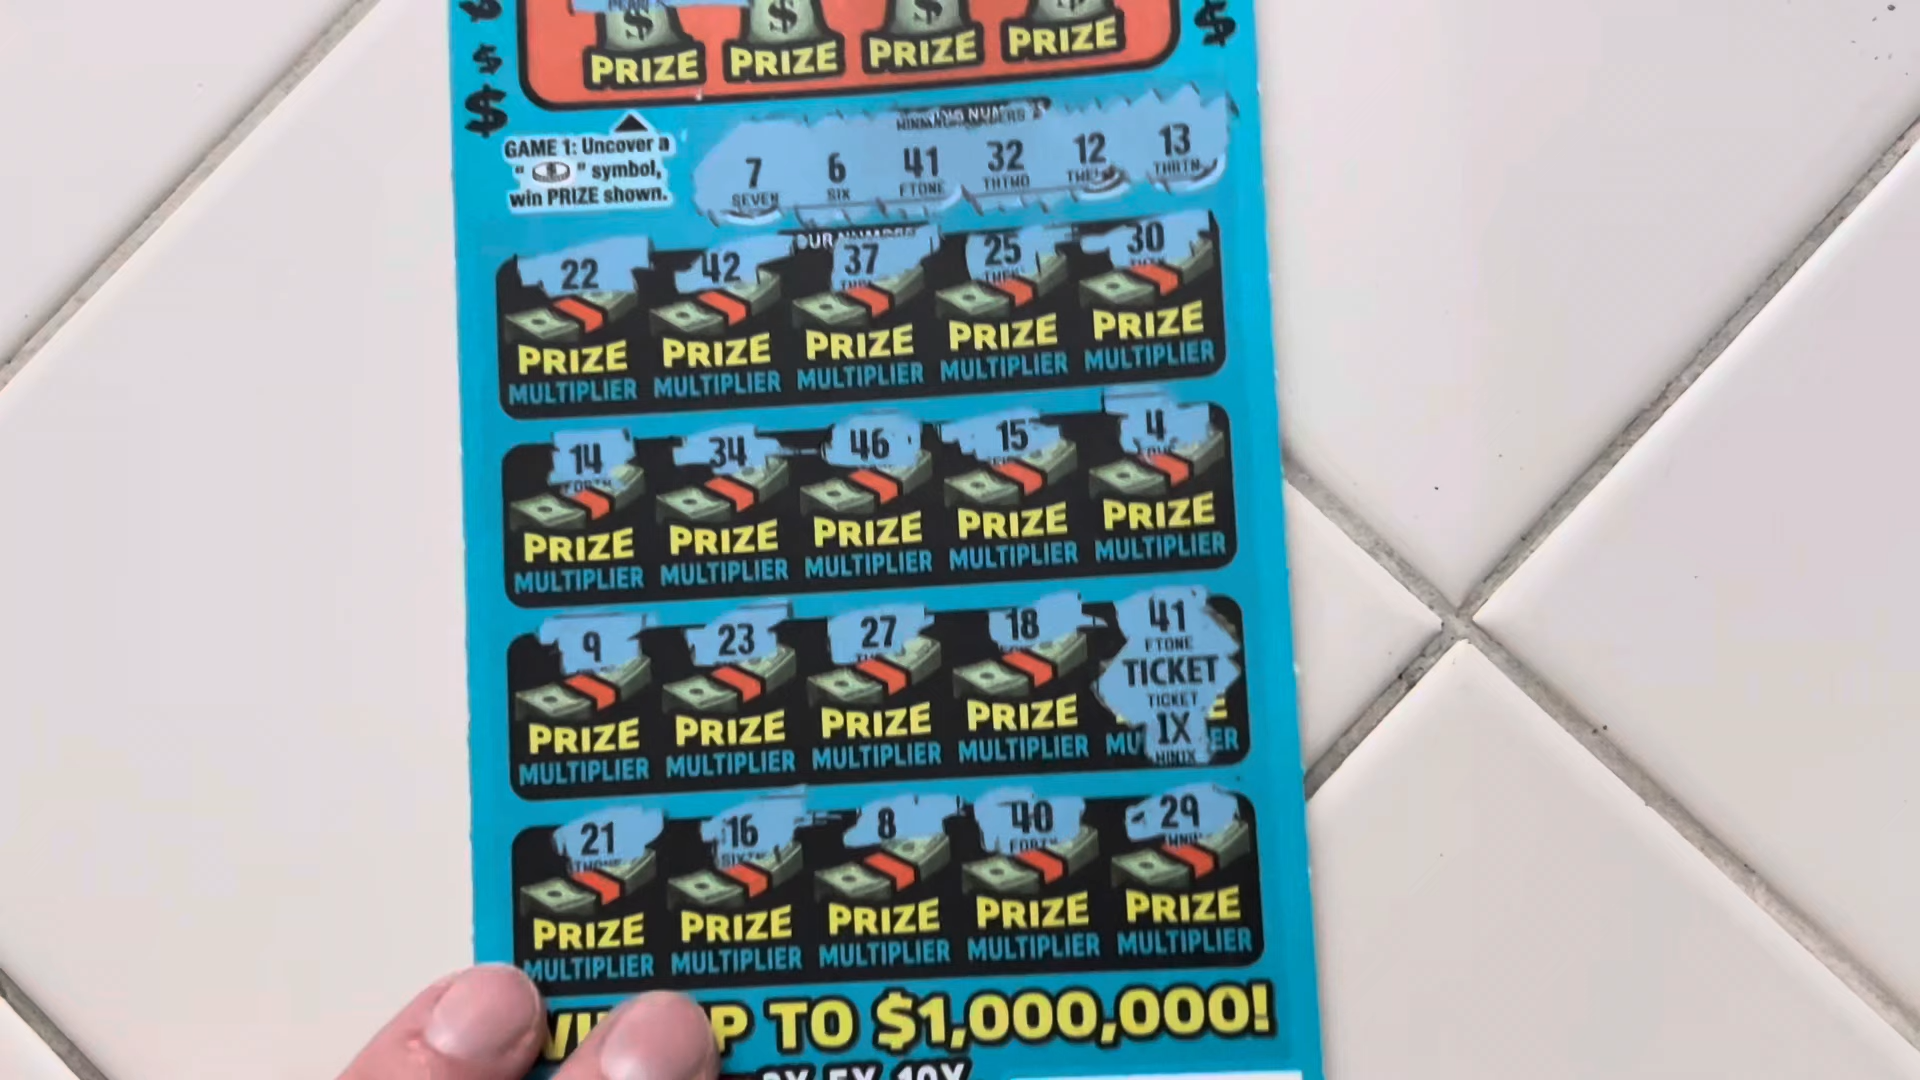 $ $ $ $
PRIZE PRIZE PRIZE PRIZE
GAME 1: Uncover a
" " symbol,
win PRIZE shown.
7 6 41 32 12 13
SEVEN SIX FTONE THTWO THRTN
22 42 37 25 30
PRIZE PRIZE PRIZE PRIZE PRIZE
MULTIPLIER MULTIPLIER MULTIPLIER MULTIPLIER MULTIPLIER
14 34 46 15 4
PRIZE PRIZE PRIZE PRIZE PRIZE
MULTIPLIER MULTIPLIER MULTIPLIER MULTIPLIER MULTIPLIER
9 23 27 18 41
FTONE
TICKET
TICKET
PRIZE PRIZE PRIZE PRIZE
1X
MULTIPLIER MULTIPLIER MULTIPLIER MULTIPLIER
21 16 8 40 29
PRIZE PRIZE PRIZE PRIZE PRIZE
MULTIPLIER MULTIPLIER MULTIPLIER MULTIPLIER MULTIPLIER
TO $1,000,000!
5X 10X